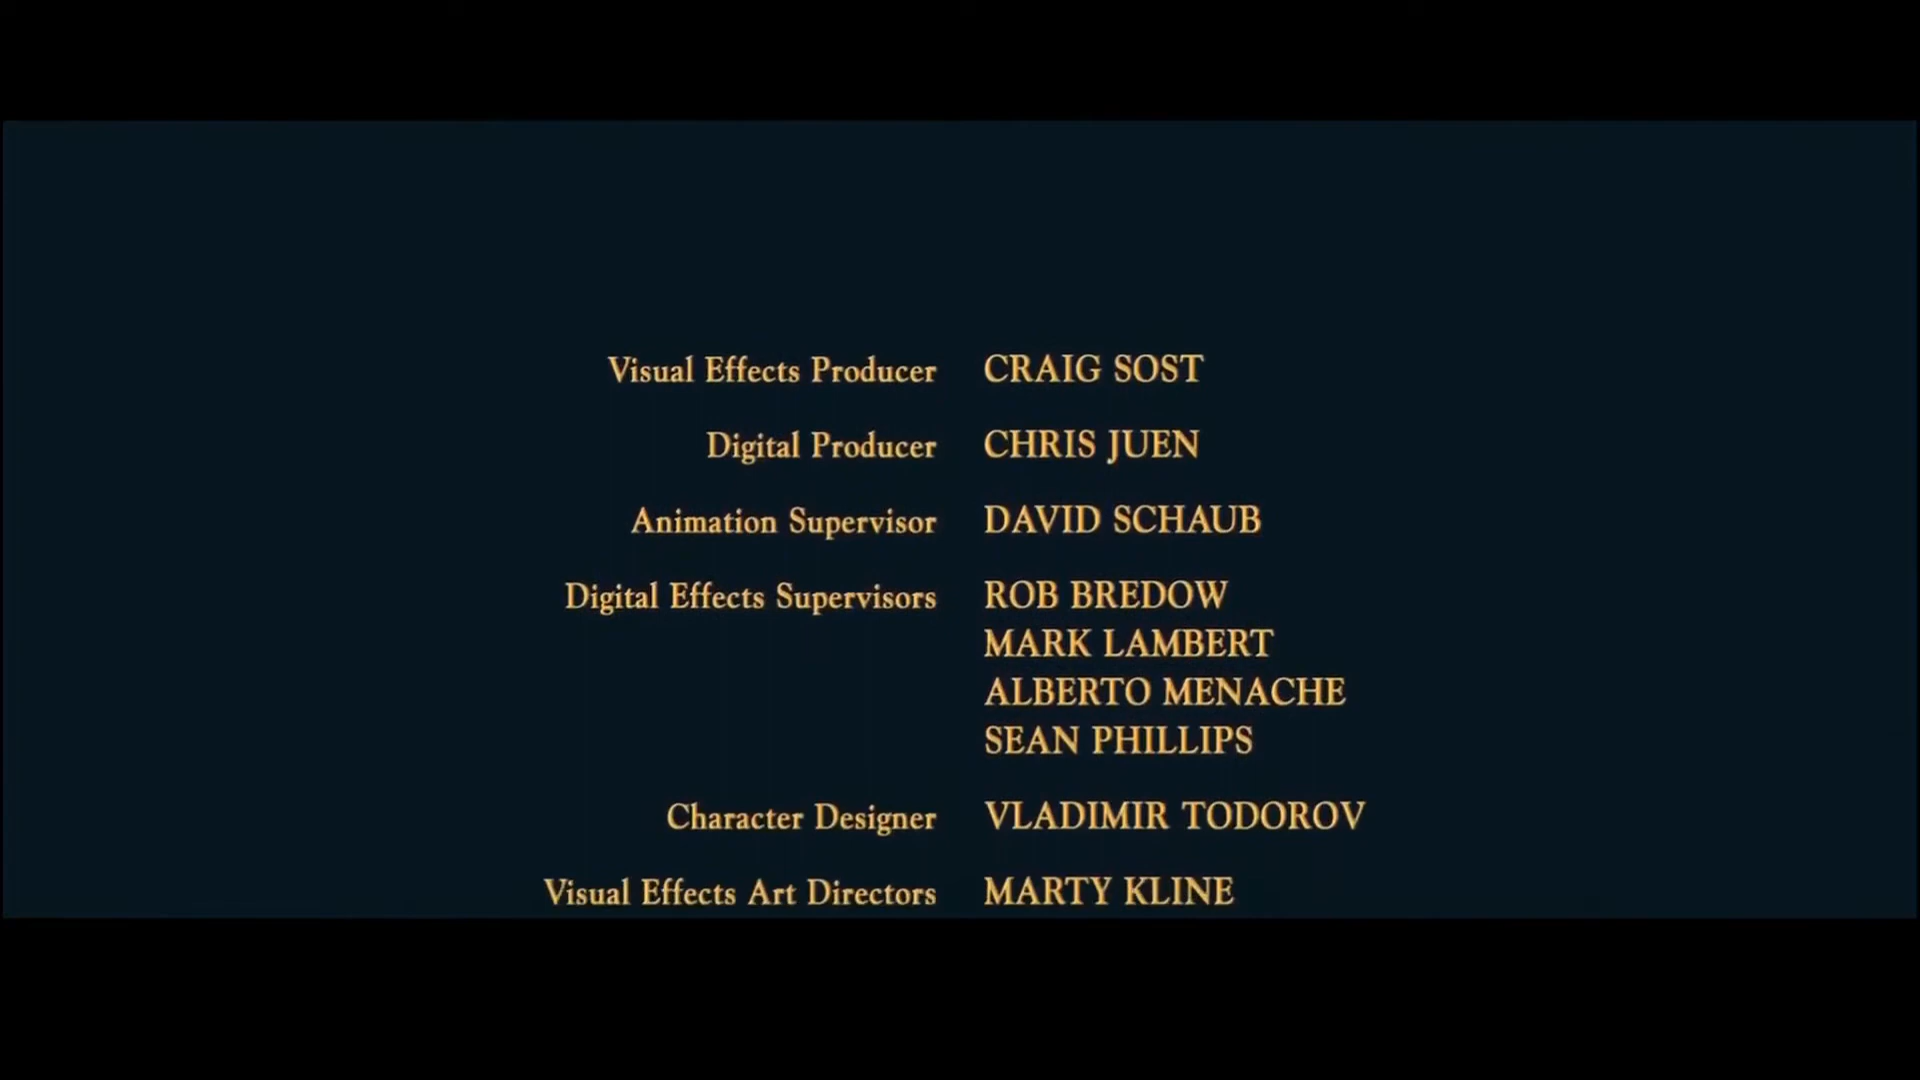 Visual Effects Producer CRAIG SOST
Digital Producer CHRIS JUEN
Animation Supervisor DAVID SCHAUB
Digital Effects Supervisors ROB BREDOW
MARK LAMBERT
ALBERTO MENACHE
SEAN PHILLIPS
Character Designer VLADIMIR TODOROV
Visual Effects Art Directors MARTY KLINE